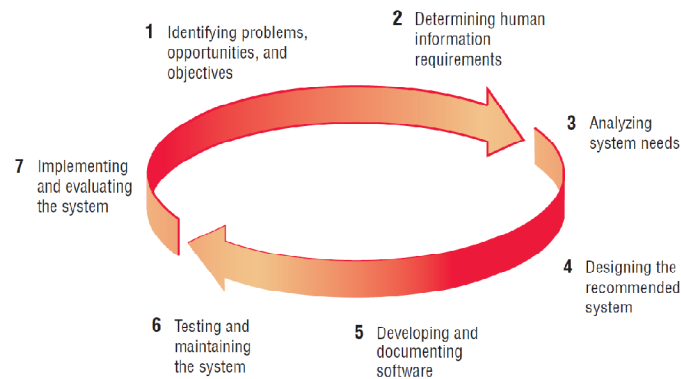 1 Identifying problems,
opportunities, and
objectives
2 Determining human
information
requirements
3 Analyzing
system needs
4 Designing the
recommended
system
5 Developing and
documenting
software
6 Testing and
maintaining
the system
7 Implementing
and evaluating
the system